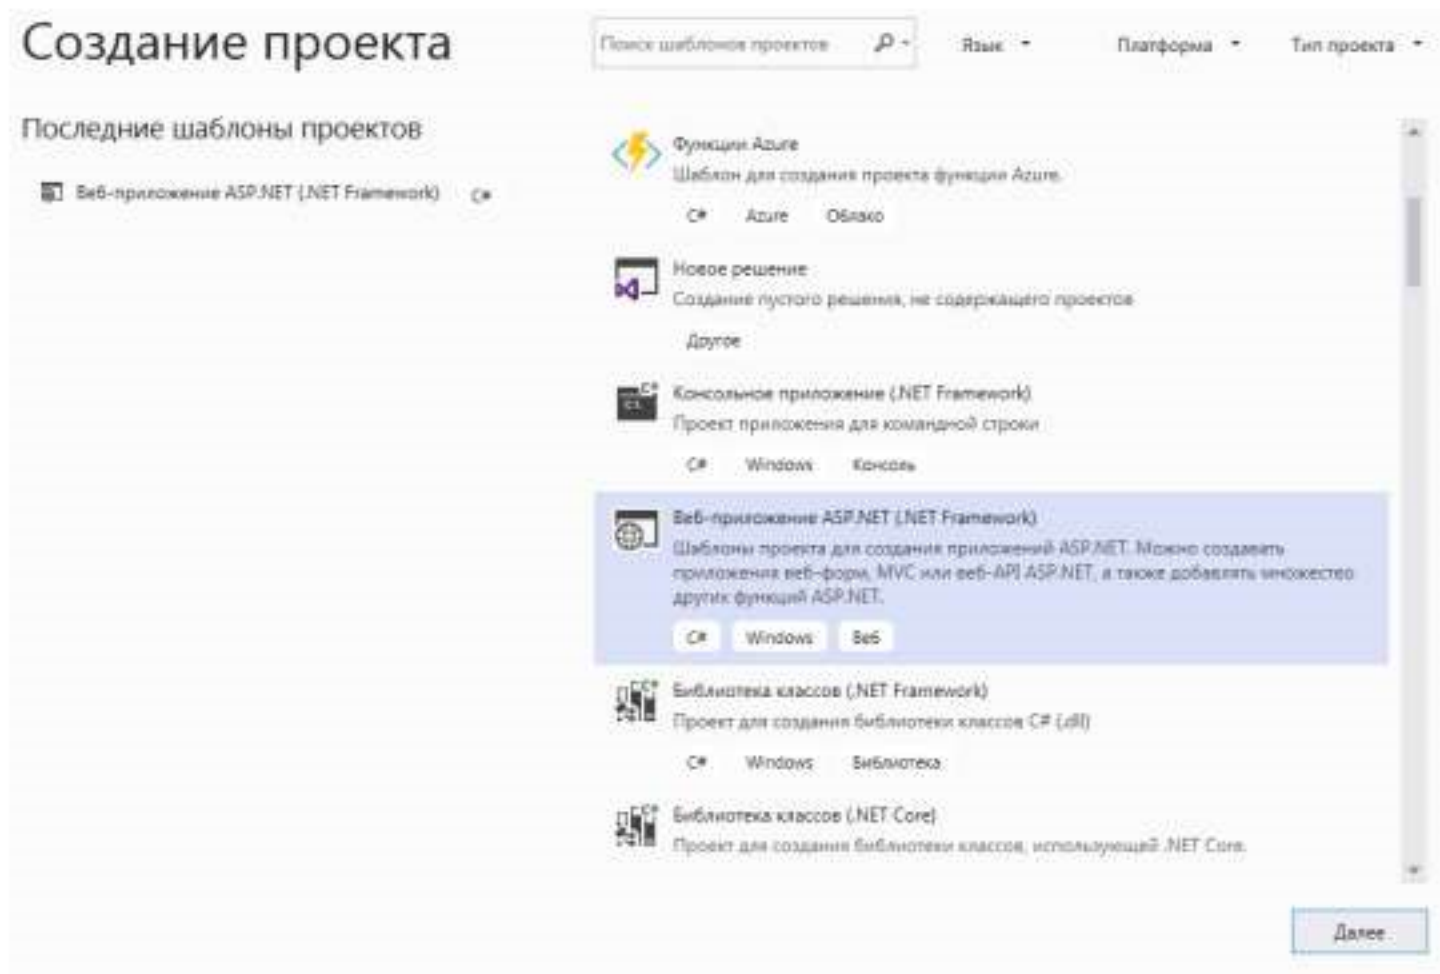 Создание проекта
Поиск шаблонов проектов
Язык
Платформа
Тип проекта
Последние шаблоны проектов
Веб-приложение ASP.NET (.NET Framework) C#
Функции Azure
Шаблон для создания проекта функции Azure.
C# Azure Облако
Новое решение
Создание пустого решения, не содержащего проектов
Другое
Консольное приложение (.NET Framework)
Проект приложения для командной строки
C# Windows Консоль
Веб-приложение ASP.NET (.NET Framework)
Шаблоны проекта для создания приложений ASP.NET. Можно создавать
приложения веб-форм, MVC или веб-API ASP.NET, а также добавлять множество
других функций ASP.NET.
C# Windows Веб
Библиотека классов (.NET Framework)
Проект для создания библиотеки классов C# (.dll)
C# Windows Библиотека
Библиотека классов (.NET Core)
Проект для создания библиотеки классов, использующей .NET Core.
Далее